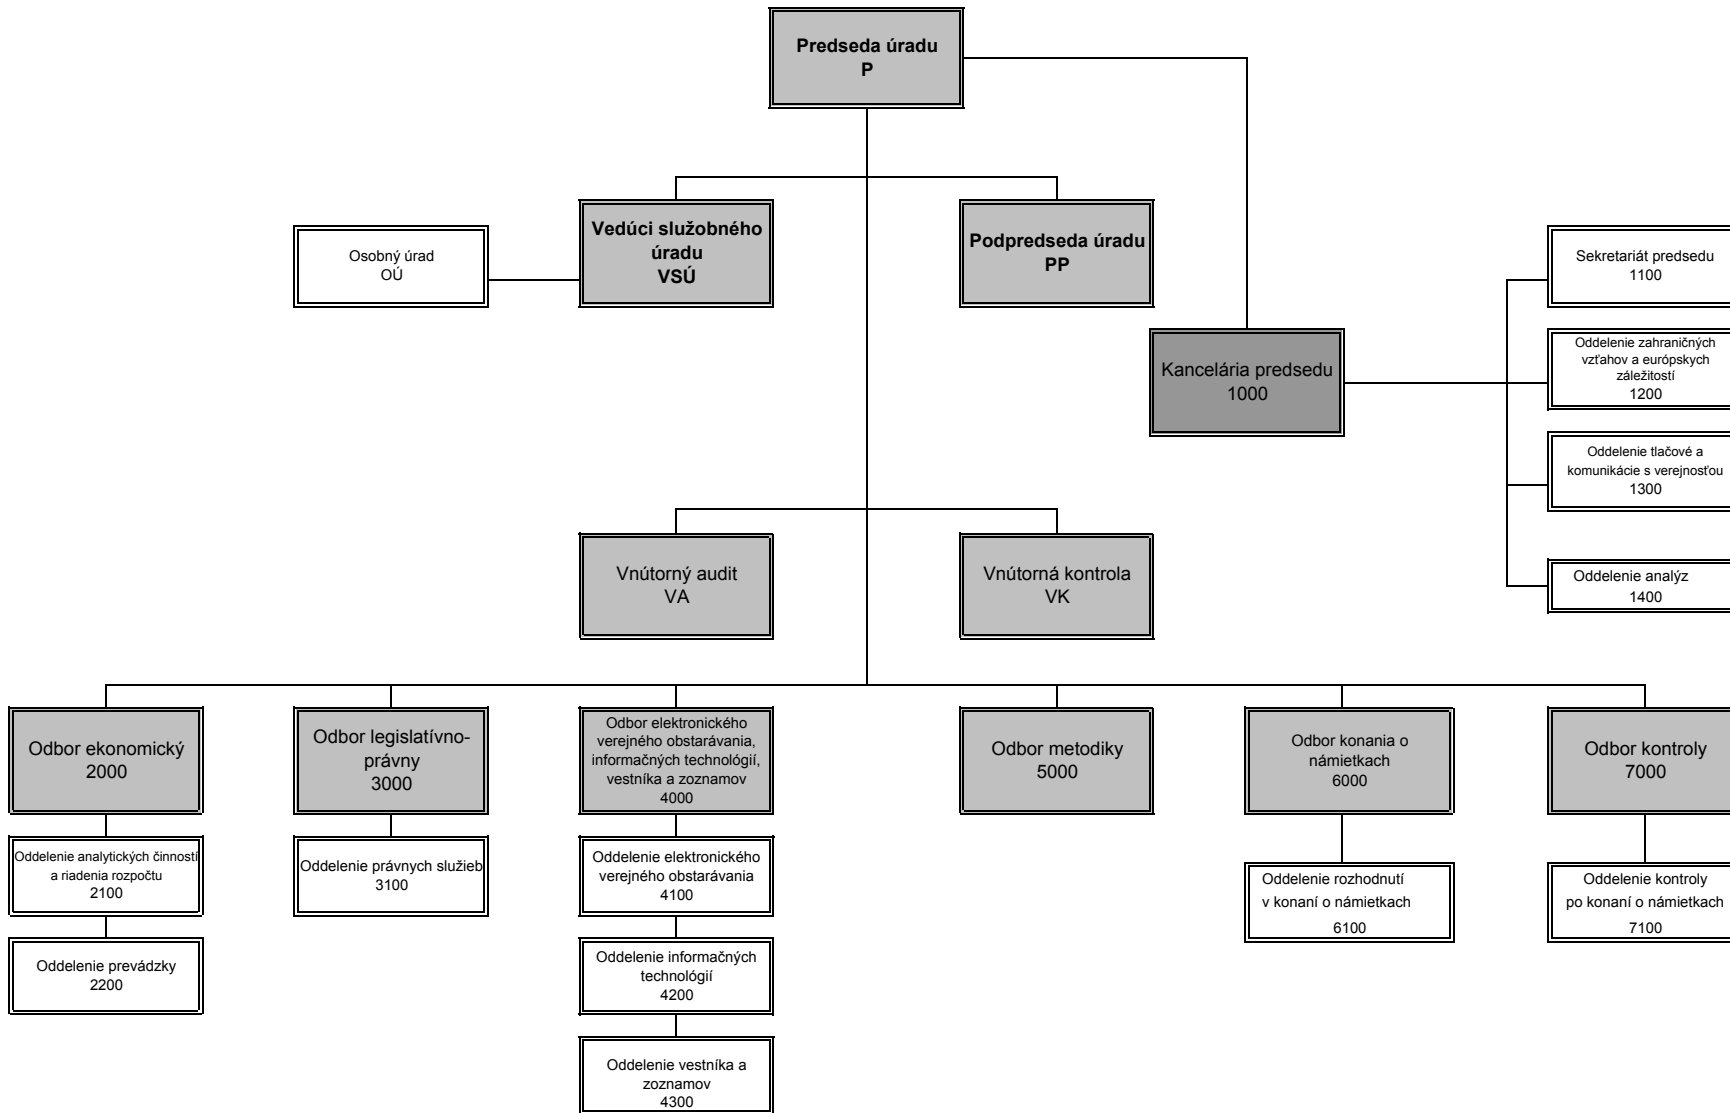 Predseda úradu
P
Vedúci služobného
úradu
VSÚ
Podpredseda úradu
PP
Osobný úrad
OÚ
Sekretariát predsedu
1100
Kancelária predsedu
1000
Oddelenie zahraničných
vzťahov a európskych
záležitostí
1200
Oddelenie tlačové a
komunikácie s verejnosťou
1300
Oddelenie analýz
1400
Vnútorný audit
VA
Vnútorná kontrola
VK
Odbor ekonomický
2000
Odbor legislatívno-
právny
3000
Odbor elektronického
verejného obstarávania,
informačných technológií,
vestníka a zoznamov
4000
Odbor metodiky
5000
Odbor konania o
námietkach
6000
Odbor kontroly
7000
Oddelenie analytických činností
a riadenia rozpočtu
2100
Oddelenie právnych služieb
3100
Oddelenie elektronického
verejného obstarávania
4100
Oddelenie rozhodnutí
v konaní o námietkach
6100
Oddelenie kontroly
po konaní o námietkach
7100
Oddelenie prevádzky
2200
Oddelenie informačných
technológií
4200
Oddelenie vestníka a
zoznamov
4300